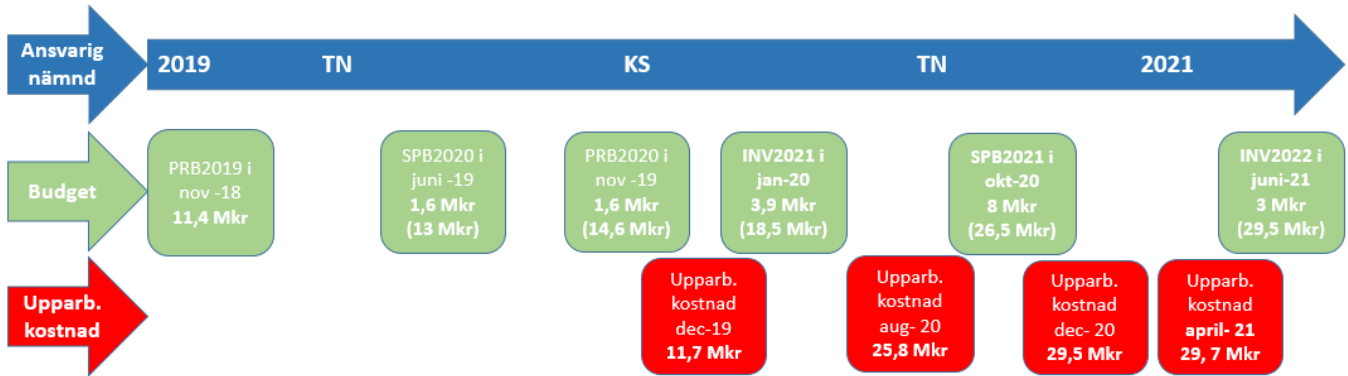 Ansvarig
nämnd
2019 TN KS TN 2021
Budget
PRB2019 i
nov -18
11,4 Mkr
SPB2020 i
juni -19
1,6 Mkr
(13 Mkr)
PRB2020 i
nov -19
1,6 Mkr
(14,6 Mkr)
INV2021 i
jan-20
3,9 Mkr
(18,5 Mkr)
SPB2021 i
okt-20
8 Mkr
(26,5 Mkr)
INV2022 i
juni-21
3 Mkr
(29,5 Mkr)
Upparb.
kostnad
Upparb.
kostnad
dec-19
11,7 Mkr
Upparb.
kostnad
aug- 20
25,8 Mkr
Upparb.
kostnad
dec- 20
29,5 Mkr
Upparb.
kostnad
april- 21
29, 7 Mkr